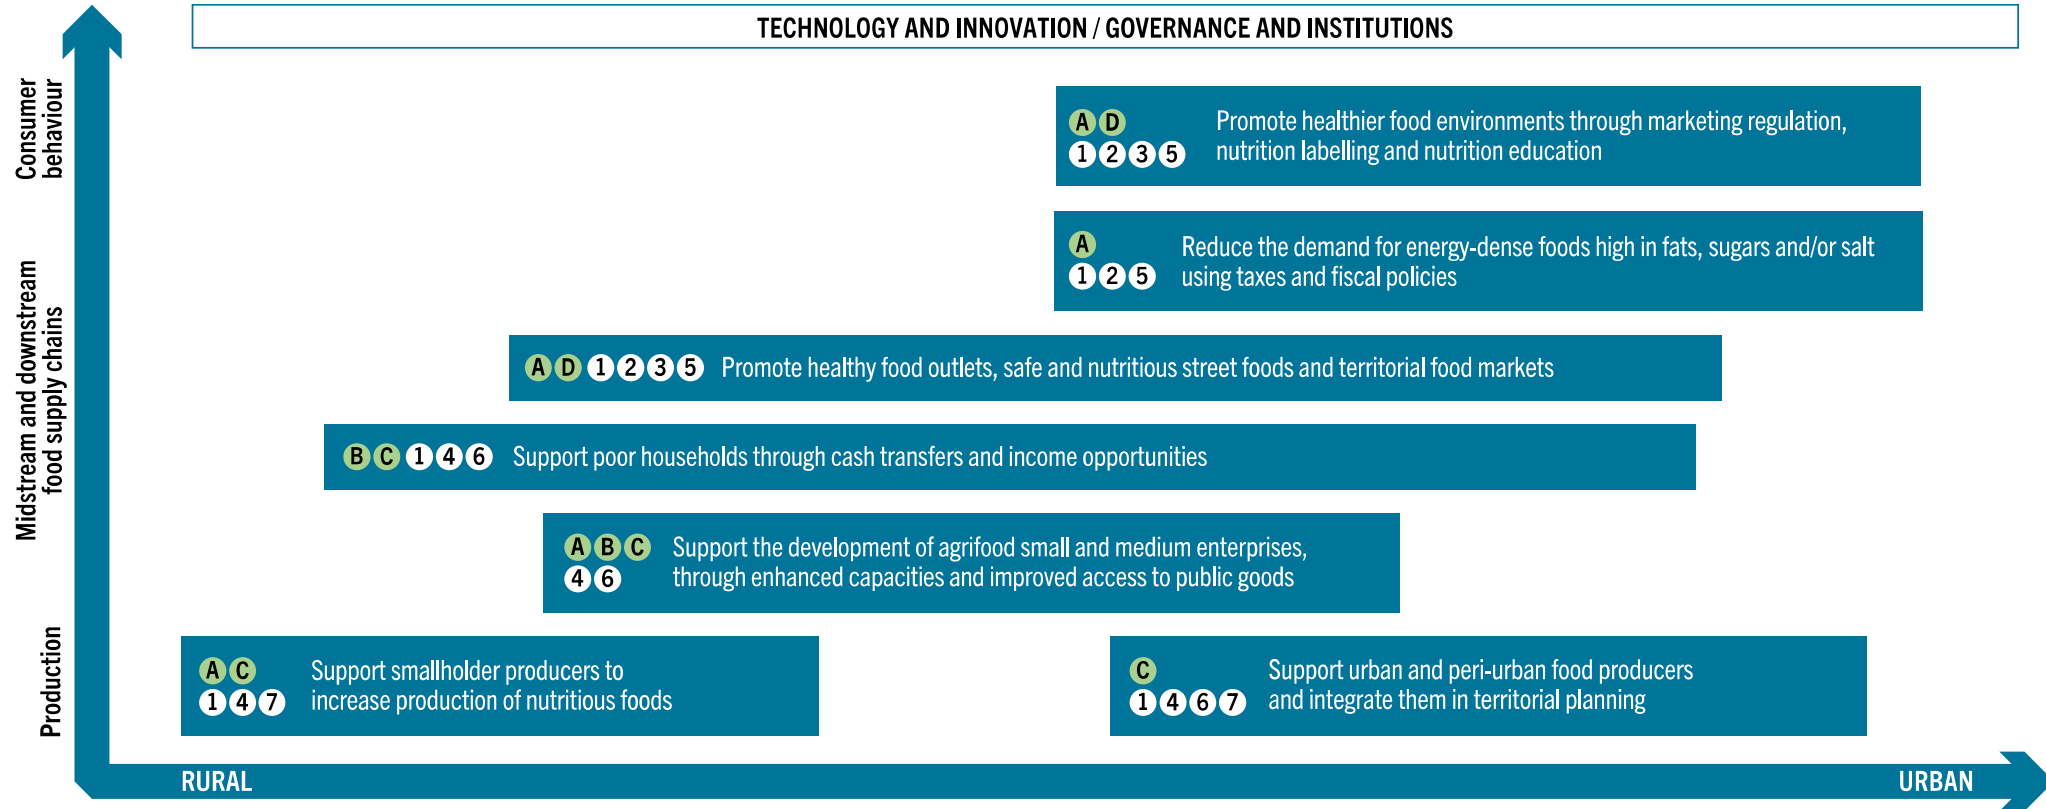 TECHNOLOGY AND INNOVATION / GOVERNANCE AND INSTITUTIONS
Consumer
behaviour
A D
1 2 3 5
Promote healthier food environments through marketing regulation,
nutrition labelling and nutrition education
A
1 2 5
Reduce the demand for energy-dense foods high in fats, sugars and/or salt
using taxes and fiscal policies
Midstream and downstream
food supply chains
A D 1 2 3 5 Promote healthy food outlets, safe and nutritious street foods and territorial food markets
B C 1 4 6 Support poor households through cash transfers and income opportunities
A B C
4 6
Support the development of agrifood small and medium enterprises,
through enhanced capacities and improved access to public goods
Production
A C
1 4 7
Support smallholder producers to
increase production of nutritious foods
C
1 4 6 7
Support urban and peri-urban food producers
and integrate them in territorial planning
RURAL
URBAN